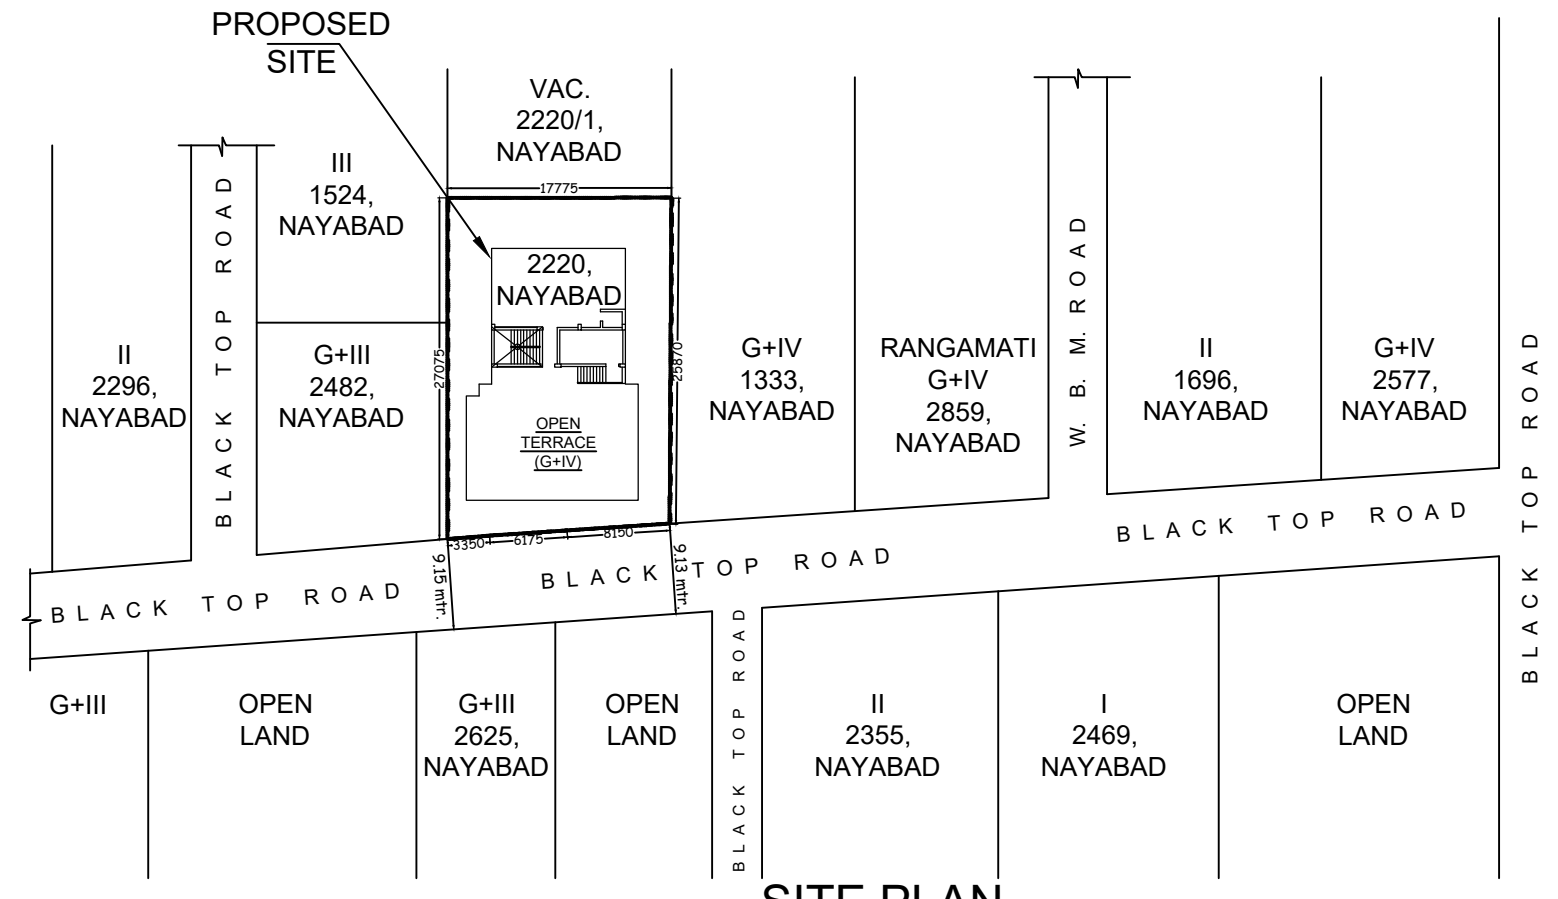 PROPOSED
SITE
VAC.
2220/1,
NAYABAD
17775
III
1524,
NAYABAD
BLACK TOP ROAD
2220,
NAYABAD
27075
25870
W. B. M. ROAD
II
2296,
NAYABAD
G+III
2482,
NAYABAD
OPEN
TERRACE
(G+IV)
G+IV
1333,
NAYABAD
RANGAMATI
G+IV
2859,
NAYABAD
II
1696,
NAYABAD
G+IV
2577,
NAYABAD
BLACK TOP ROAD
3350
6175
8150
9.15 mtr.
9.13 mtr.
BLACK TOP ROAD
BLACK TOP ROAD
BLACK TOP ROAD
BLACK TOP ROAD
G+III
OPEN
LAND
G+III
2625,
NAYABAD
OPEN
LAND
II
2355,
NAYABAD
I
2469,
NAYABAD
OPEN
LAND
SITE PLAN